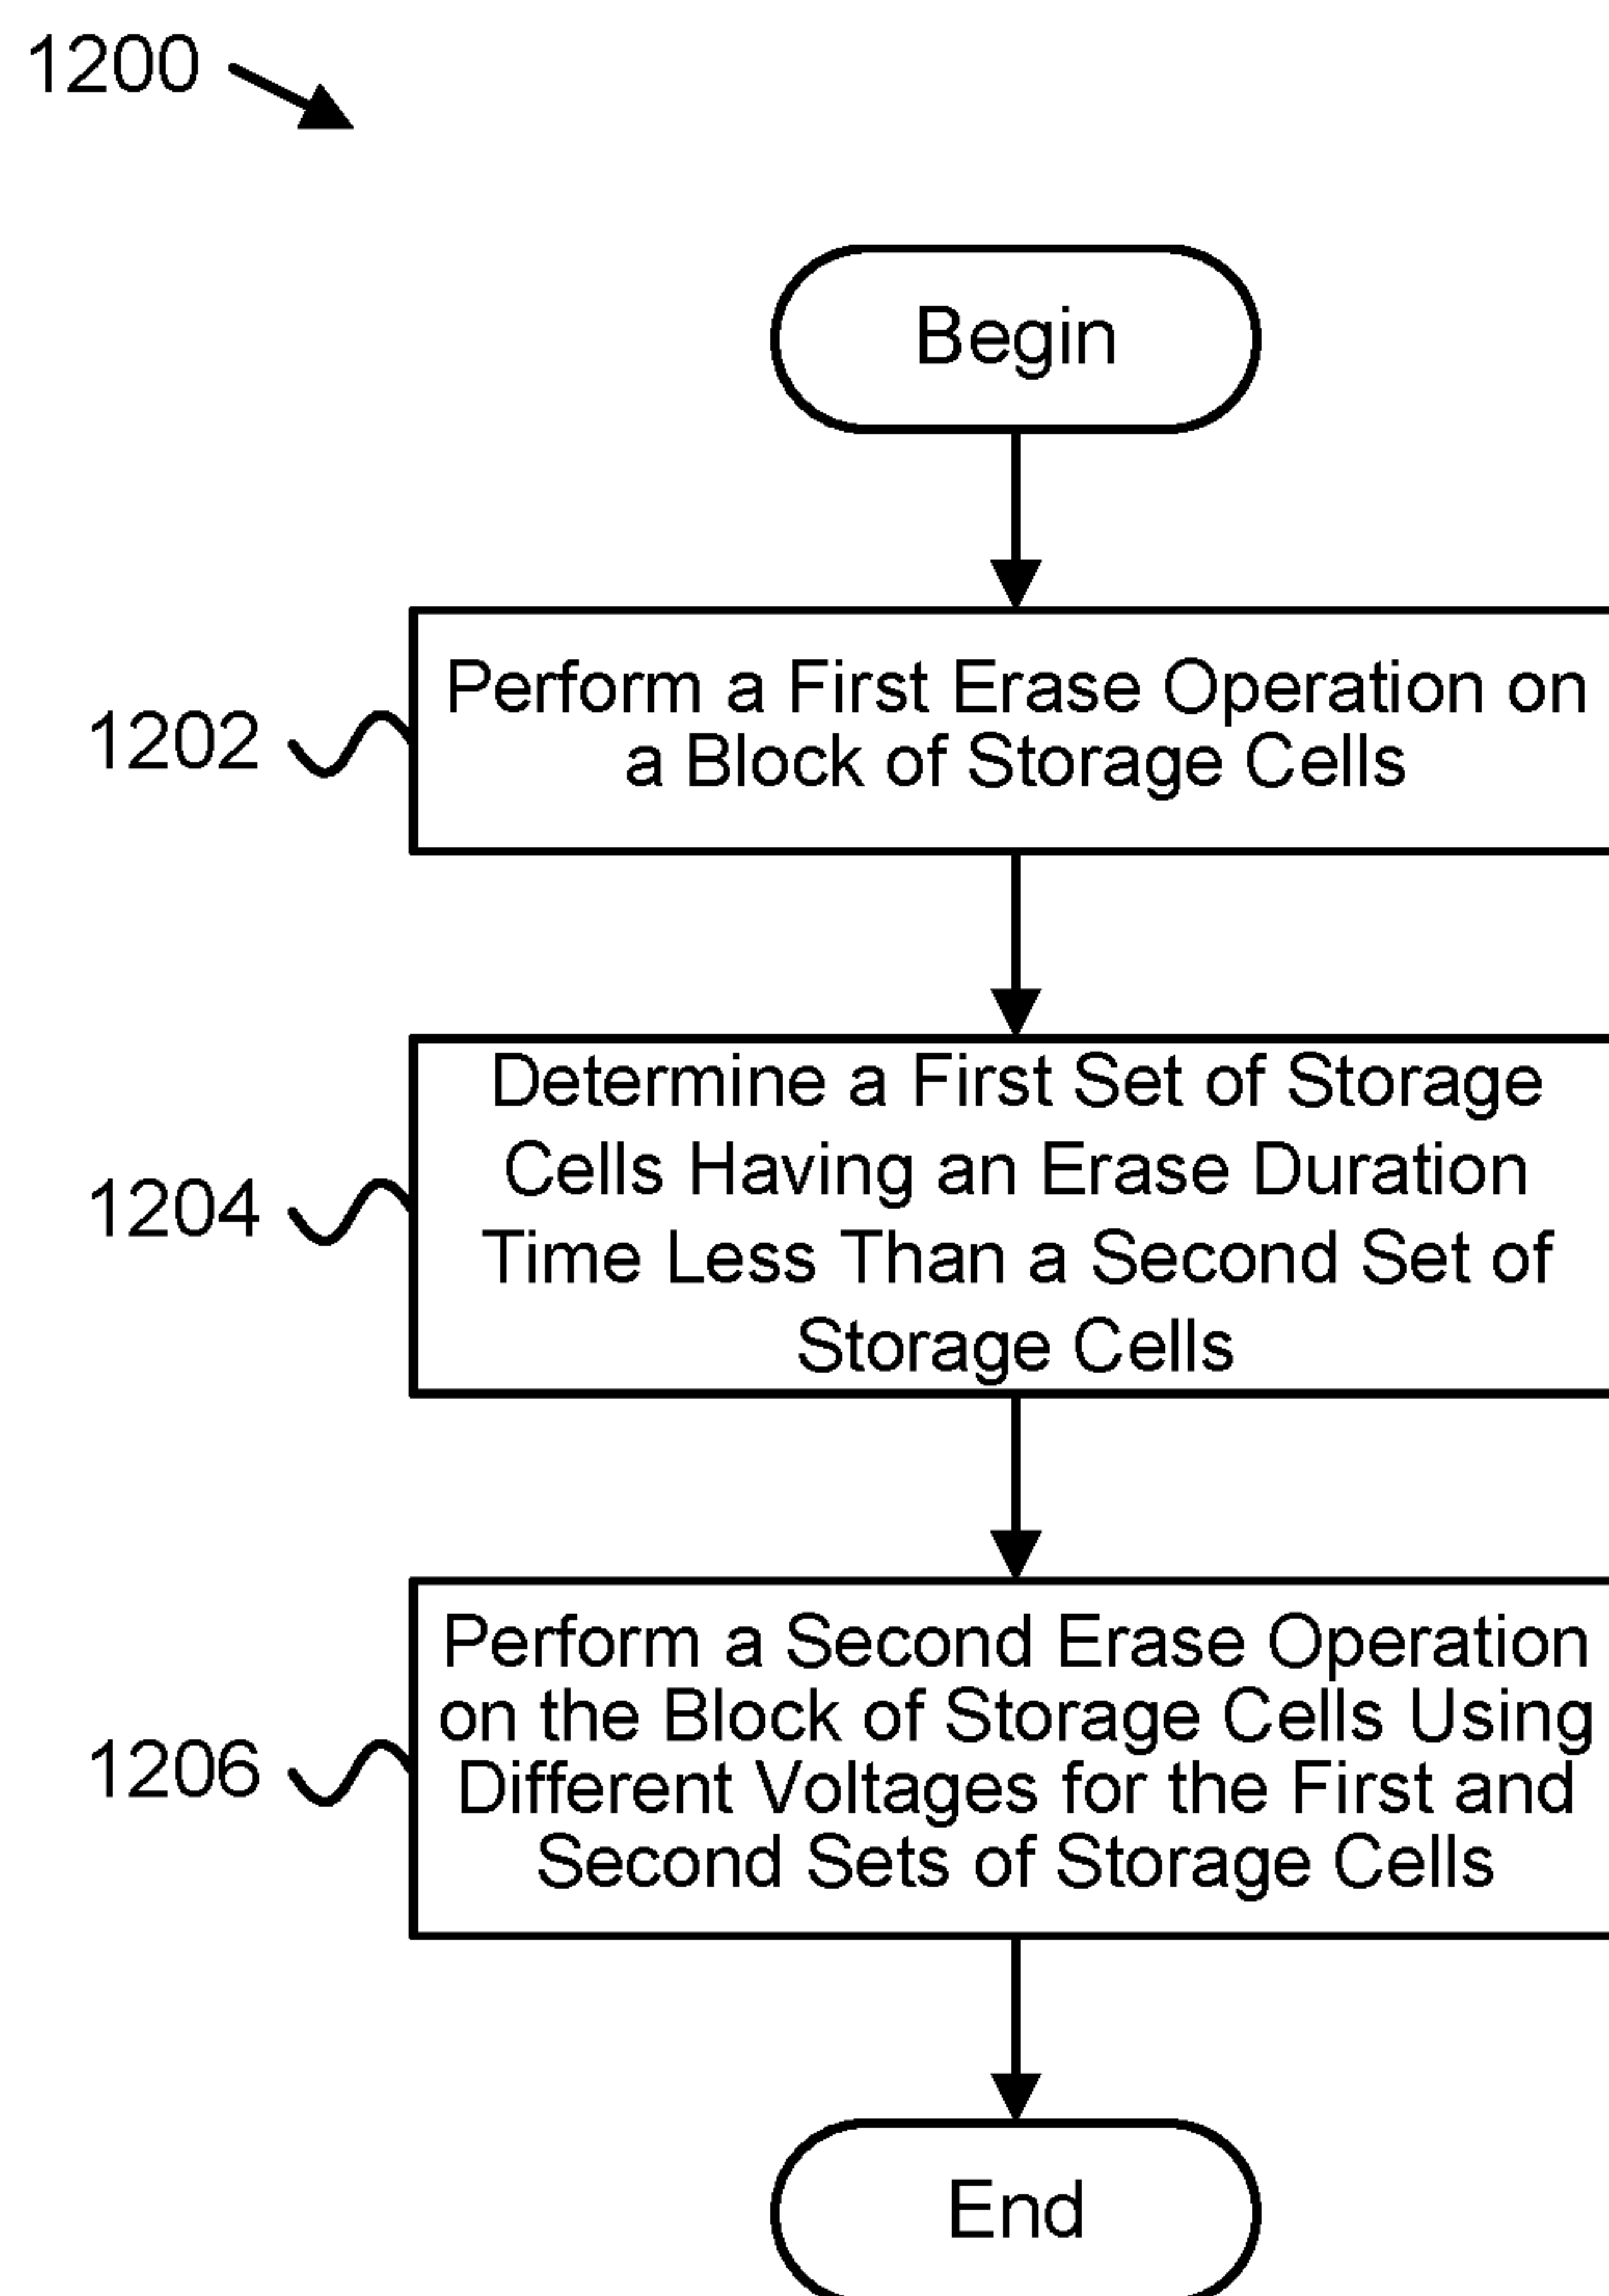 1200
Begin
1202
Perform a First Erase Operation on
a Block of Storage Cells
1204
Determine a First Set of Storage
Cells Having an Erase Duration
Time Less Than a Second Set of
Storage Cells
1206
Perform a Second Erase Operation
on the Block of Storage Cells Using
Different Voltages for the First and
Second Sets of Storage Cells
End